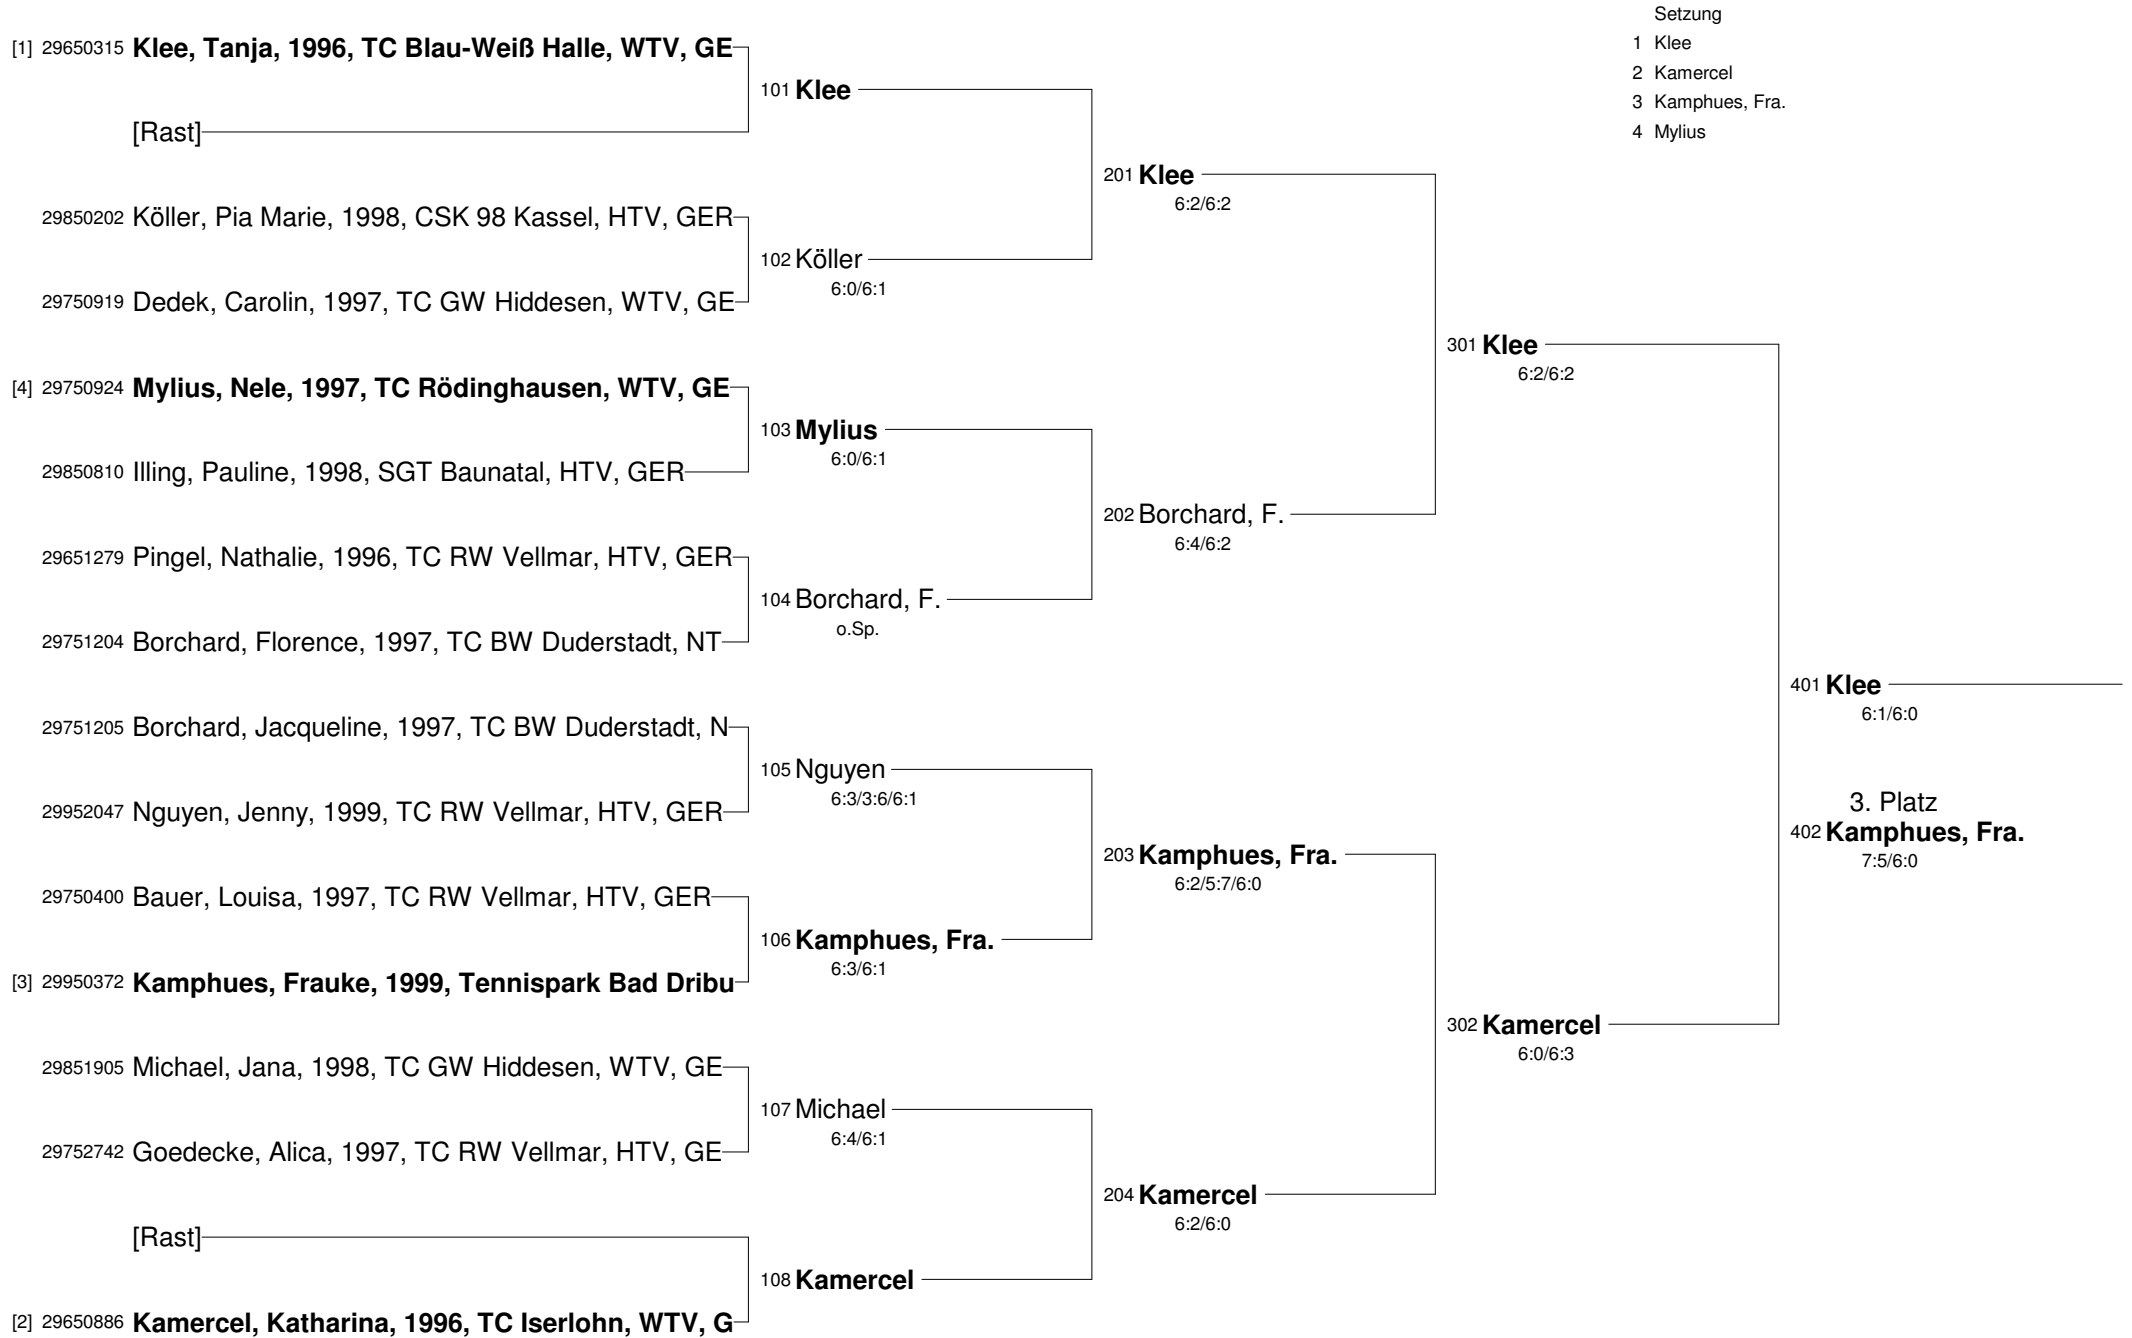 Setzung
1 Klee
2 Kamercel
3 Kamphues, Fra.
4 Mylius
[1] 29650315 Klee, Tanja, 1996, TC Blau-Weiß Halle, WTV, GE
101 Klee
[Rast]
201 Klee
6:2/6:2
29850202 Köller, Pia Marie, 1998, CSK 98 Kassel, HTV, GER
102 Köller
6:0/6:1
29750919 Dedek, Carolin, 1997, TC GW Hiddesen, WTV, GE
301 Klee
6:2/6:2
[4] 29750924 Mylius, Nele, 1997, TC Rödinghausen, WTV, GE
103 Mylius
6:0/6:1
29850810 Illing, Pauline, 1998, SGT Baunatal, HTV, GER
202 Borchard, F.
6:4/6:2
29651279 Pingel, Nathalie, 1996, TC RW Vellmar, HTV, GER
104 Borchard, F.
o.Sp.
29751204 Borchard, Florence, 1997, TC BW Duderstadt, NT
401 Klee
6:1/6:0
29751205 Borchard, Jacqueline, 1997, TC BW Duderstadt, N
105 Nguyen
6:3/3:6/6:1
3. Platz
402 Kamphues, Fra.
7:5/6:0
29952047 Nguyen, Jenny, 1999, TC RW Vellmar, HTV, GER
203 Kamphues, Fra.
6:2/5:7/6:0
29750400 Bauer, Louisa, 1997, TC RW Vellmar, HTV, GER
106 Kamphues, Fra.
6:3/6:1
[3] 29950372 Kamphues, Frauke, 1999, Tennispark Bad Dribu
302 Kamercel
6:0/6:3
29851905 Michael, Jana, 1998, TC GW Hiddesen, WTV, GE
107 Michael
6:4/6:1
29752742 Goedecke, Alica, 1997, TC RW Vellmar, HTV, GE
204 Kamercel
6:2/6:0
[Rast]
108 Kamercel
[2] 29650886 Kamercel, Katharina, 1996, TC Iserlohn, WTV, G